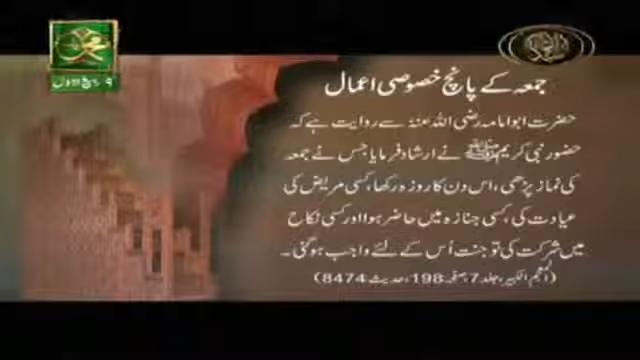 ۹ ربیع الاول
جمعہ کے پانچ خصوصی اعمال
حضرت ابو امامہ رضی اللہ عنہٗ سے روایت ہے کہ
حضور نبی کریم ﷺ نے ارشاد فرمایا جس نے جمعہ
کی نماز پڑھی، اس دن کا روزہ رکھا، کسی مریض کی
عیادت کی، کسی جنازہ میں حاضر ہوا اور کسی نکاح
میں شرکت کی تو جنت اُس کے لئے واجب ہوگئی۔
(المعجم الکبیر، جلد 7، صفحہ 198، حدیث 8474)